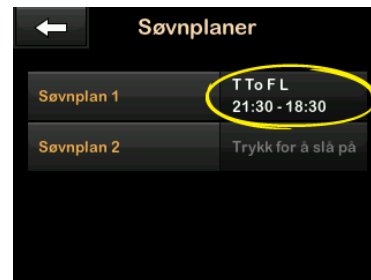 Søvnplaner
Søvnplan 1
T To F L
21:30 - 18:30
Søvnplan 2
Trykk for å slå på